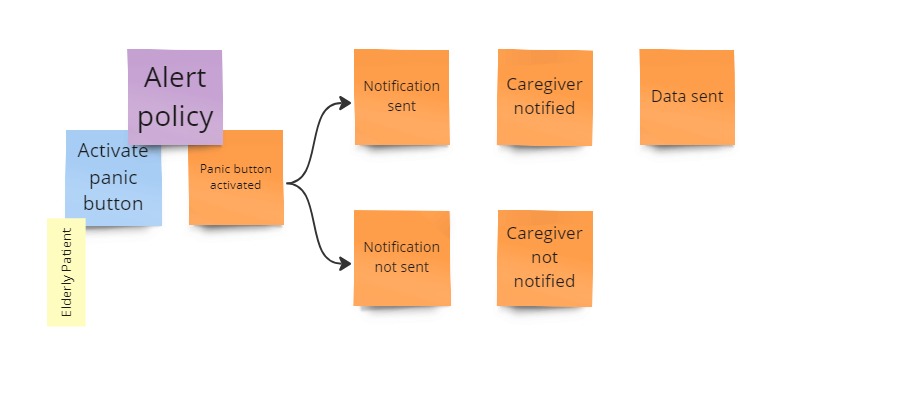 Alert
policy
Activate
panic
button
Elderly Patient
Panic button
activated
Notification
sent
Caregiver
notified
Data sent
Notification
not sent
Caregiver
not
notified